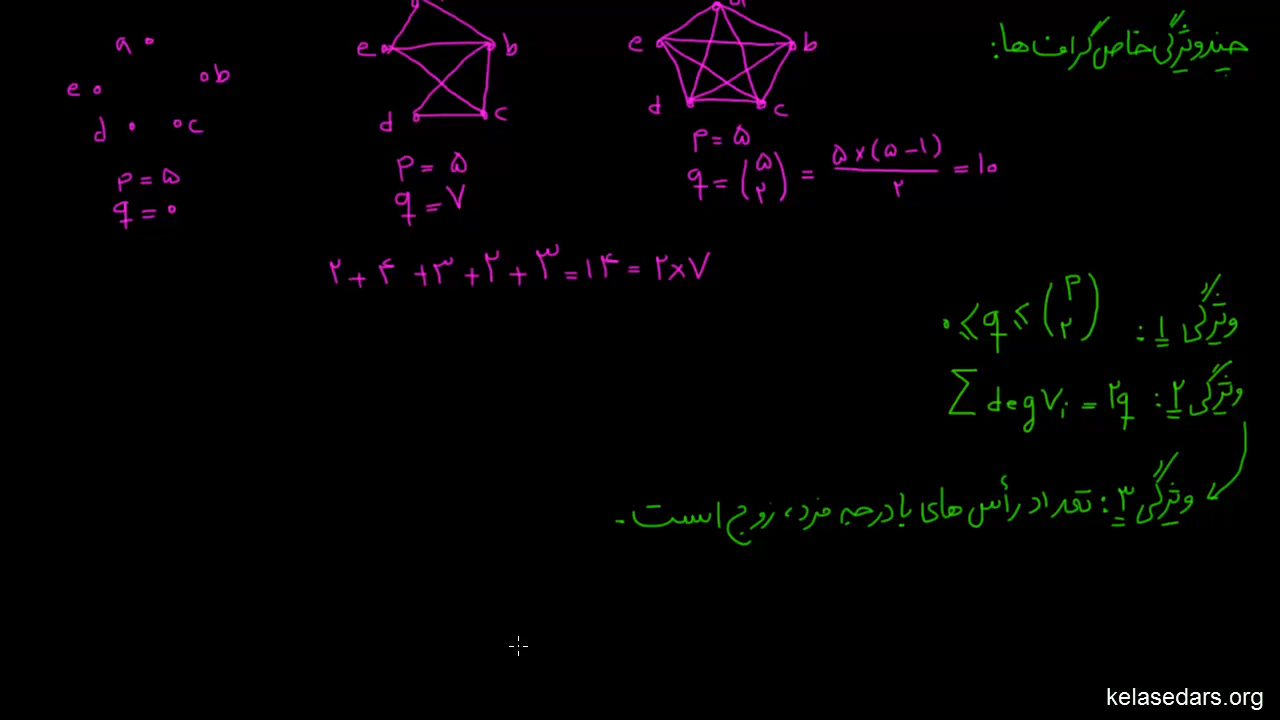 چند ویژگی خاص گراف ها:
a
b
c
d
e
p = ۵
q = ۰
e
b
c
d
p = ۵
q = ۷
e
b
c
d
p = ۵
q = (۵ ۲) = ۵×(۵-۱) / ۲ = ۱۰
۲ + ۴ + ۳ + ۲ + ۳ = ۱۴ = ۲×۷
ویژگی ۱: ۰ ≤ q ≤ (p ۲)
ویژگی ۲: ∑ deg Vi = ۲q
ویژگی ۳: تعداد رأس های با درجه فرد، زوج است.
kelasedars.org